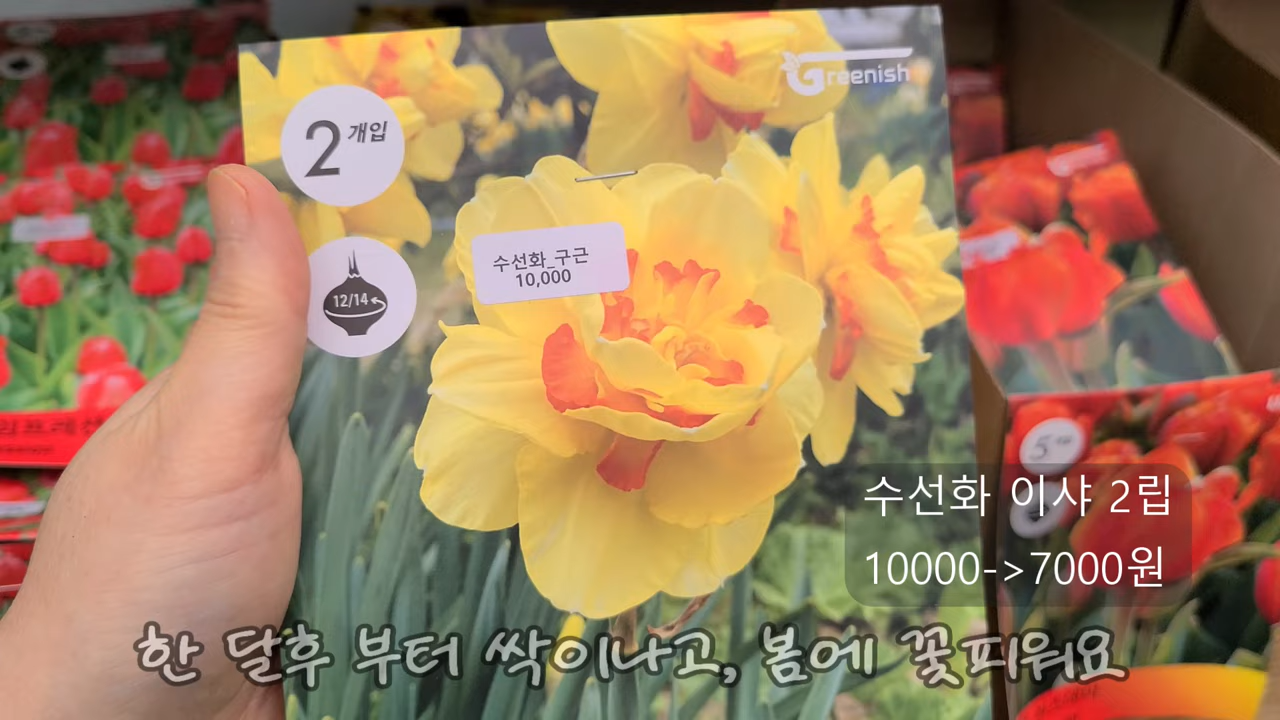 Greenish
2개입
수선화_구근
10,000
12/14
5
수선화 이샤 2립
10000->7000원
한 달후 부터 싹이나고, 봄에 꽃피워요